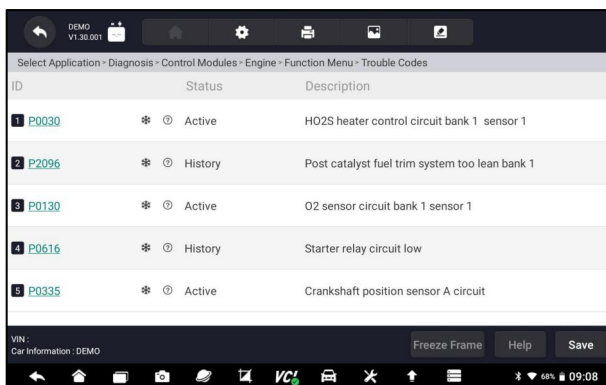 DEMO
V1.30.001
Select Application > Diagnosis > Control Modules > Engine > Function Menu > Trouble Codes
ID Status Description
1 P0030 Active HO2S heater control circuit bank 1 sensor 1
2 P2096 History Post catalyst fuel trim system too lean bank 1
3 P0130 Active O2 sensor circuit bank 1 sensor 1
4 P0616 History Starter relay circuit low
5 P0335 Active Crankshaft position sensor A circuit
VIN :
Car Information : DEMO
Freeze Frame Help Save
VCI 68% 09:08